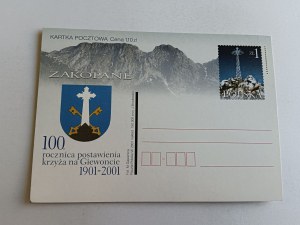 KARTKA POCZTOWA Cena 1,10 zł
ZAKOPANE
100
rocznica postawienia
krzyża na Giewoncie
1901-2001